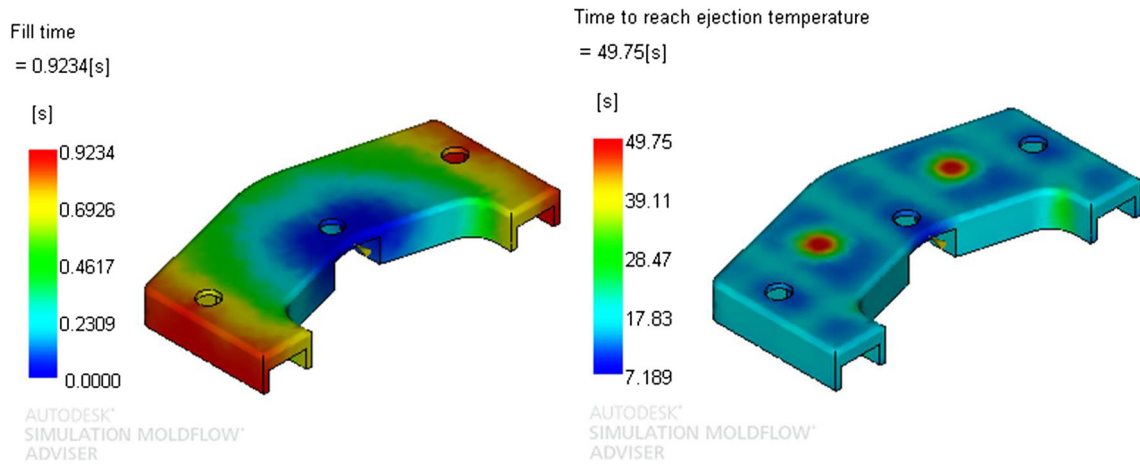 Fill time
= 0.9234[s]
[s]
0.9234
0.6926
0.4617
0.2309
0.0000
AUTODESK®
SIMULATION MOLDFLOW®
ADVISER
Time to reach ejection temperature
= 49.75[s]
[s]
49.75
39.11
28.47
17.83
7.189
AUTODESK®
SIMULATION MOLDFLOW®
ADVISER